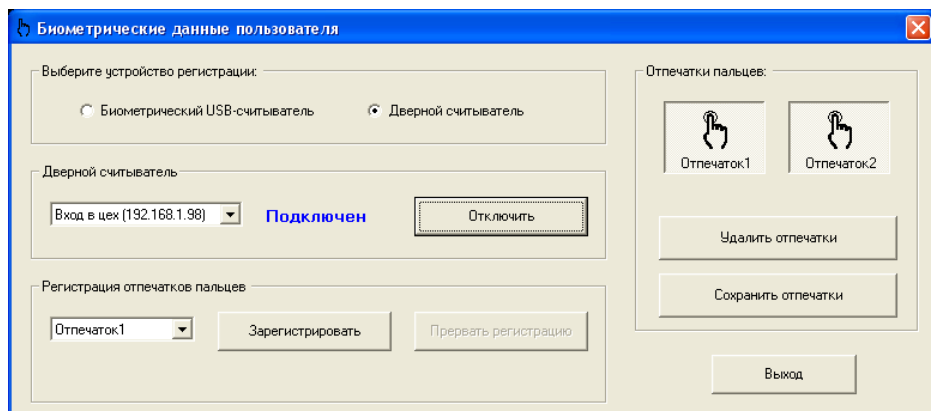 Биометрические данные пользователя
Выберите устройство регистрации:
Биометрический USB-считыватель
Дверной считыватель
Дверной считыватель
Вход в цех (192.168.1.98)
Подключен
Отключить
Регистрация отпечатков пальцев
Отпечаток1
Зарегистрировать
Прервать регистрацию
Отпечатки пальцев:
Отпечаток1
Отпечаток2
Удалить отпечатки
Сохранить отпечатки
Выход